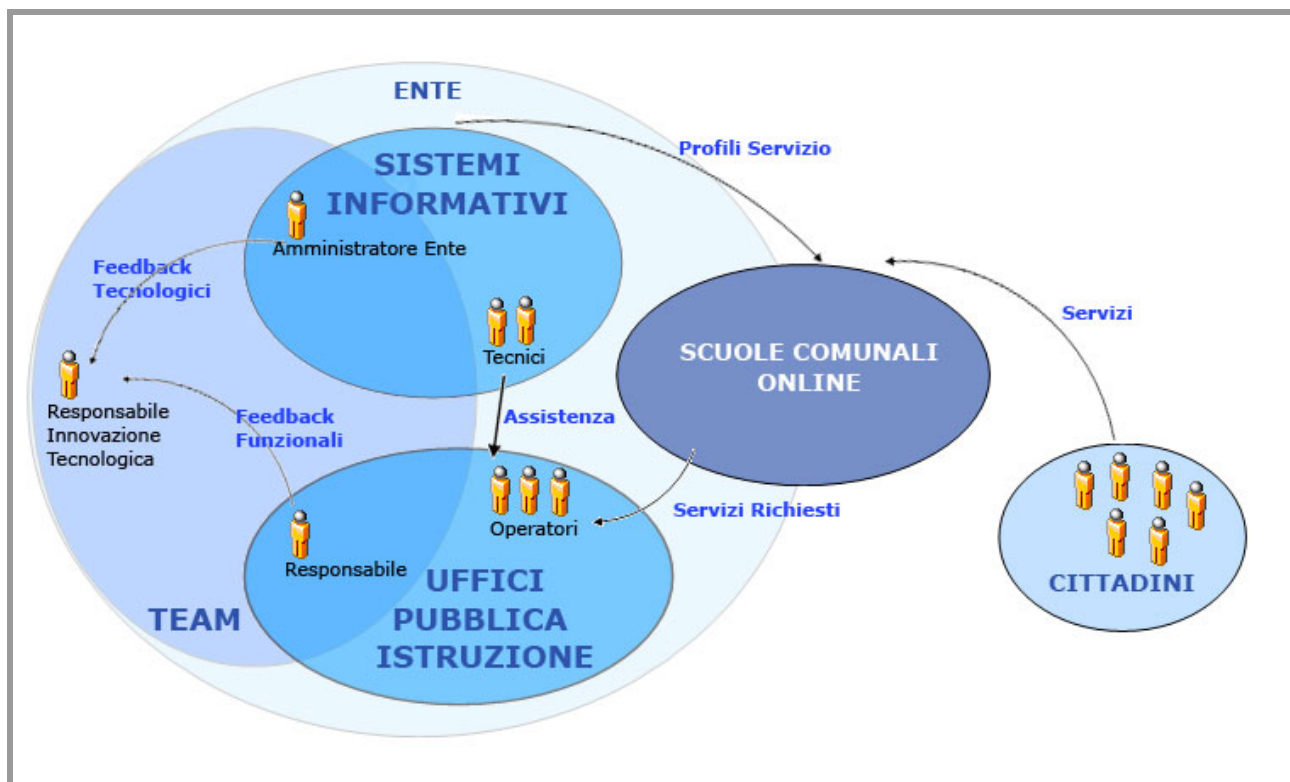 ENTE
SISTEMI
INFORMATIVI
Profili Servizio
Amministratore Ente
Feedback
Tecnologici
Servizi
Tecnici
SCUOLE COMUNALI
ONLINE
Responsabile
Innovazione
Tecnologica
Feedback
Funzionali
Assistenza
Servizi Richiesti
Operatori
Responsabile
UFFICI
PUBBLICA
ISTRUZIONE
TEAM
CITTADINI